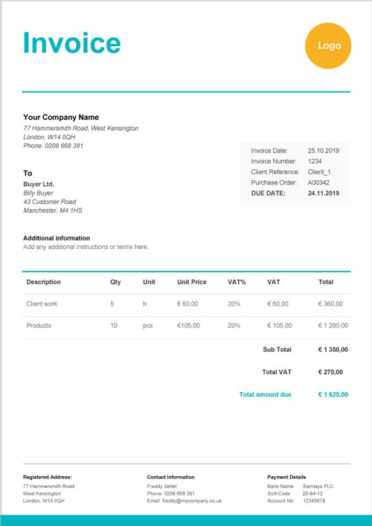 Invoice
Logo
Your Company Name
77 Hammersmith Road, West Kensington
London, W14 0QH
Phone: 0208 668 381
Invoice Date: 25.10.2019
Invoice Number: 1234
Client Reference: Client_1
Purchase Order: A00342
DUE DATE: 24.11.2019
To
Buyer Ltd.
Billy Buyer
43 Customer Road
Manchester, M4 1HS
Additional information
Add any additional instructions or terms here.
Description Qty Unit Unit Price VAT% VAT Total
Client work 5 h € 60,00 20% € 60,00 € 360,00
Products 10 pcs €105,00 20% € 105,00 € 1 260,00
Sub Total € 1 350,00
Total VAT € 270,00
Total amount due € 1 620,00
Registered Address: Contact information Payment Details
77 Hammersmith Road Freddy Seller Bank Name Barclays PLC
West Kensington Phone: 0208 668 381 Sort-Code 20-64-12
London, W14 0QH Email: freddy@mycompany.co.uk Account No. 12345678